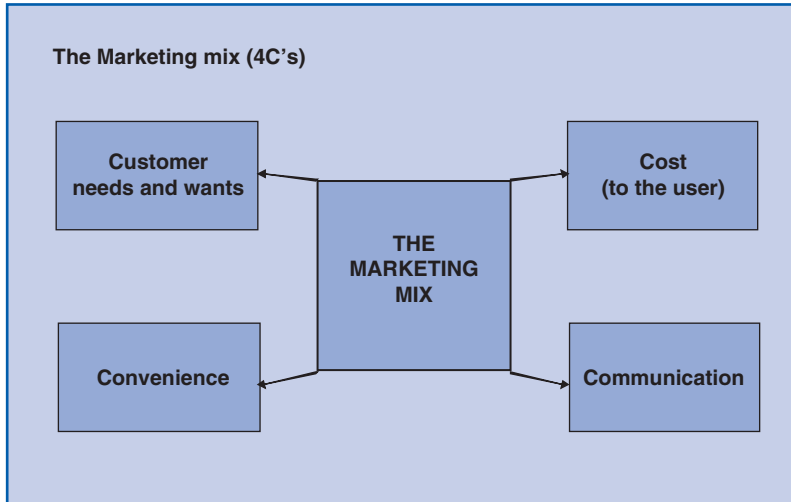 The Marketing mix (4C's)
Customer
needs and wants
Cost
(to the user)
THE
MARKETING
MIX
Convenience
Communication